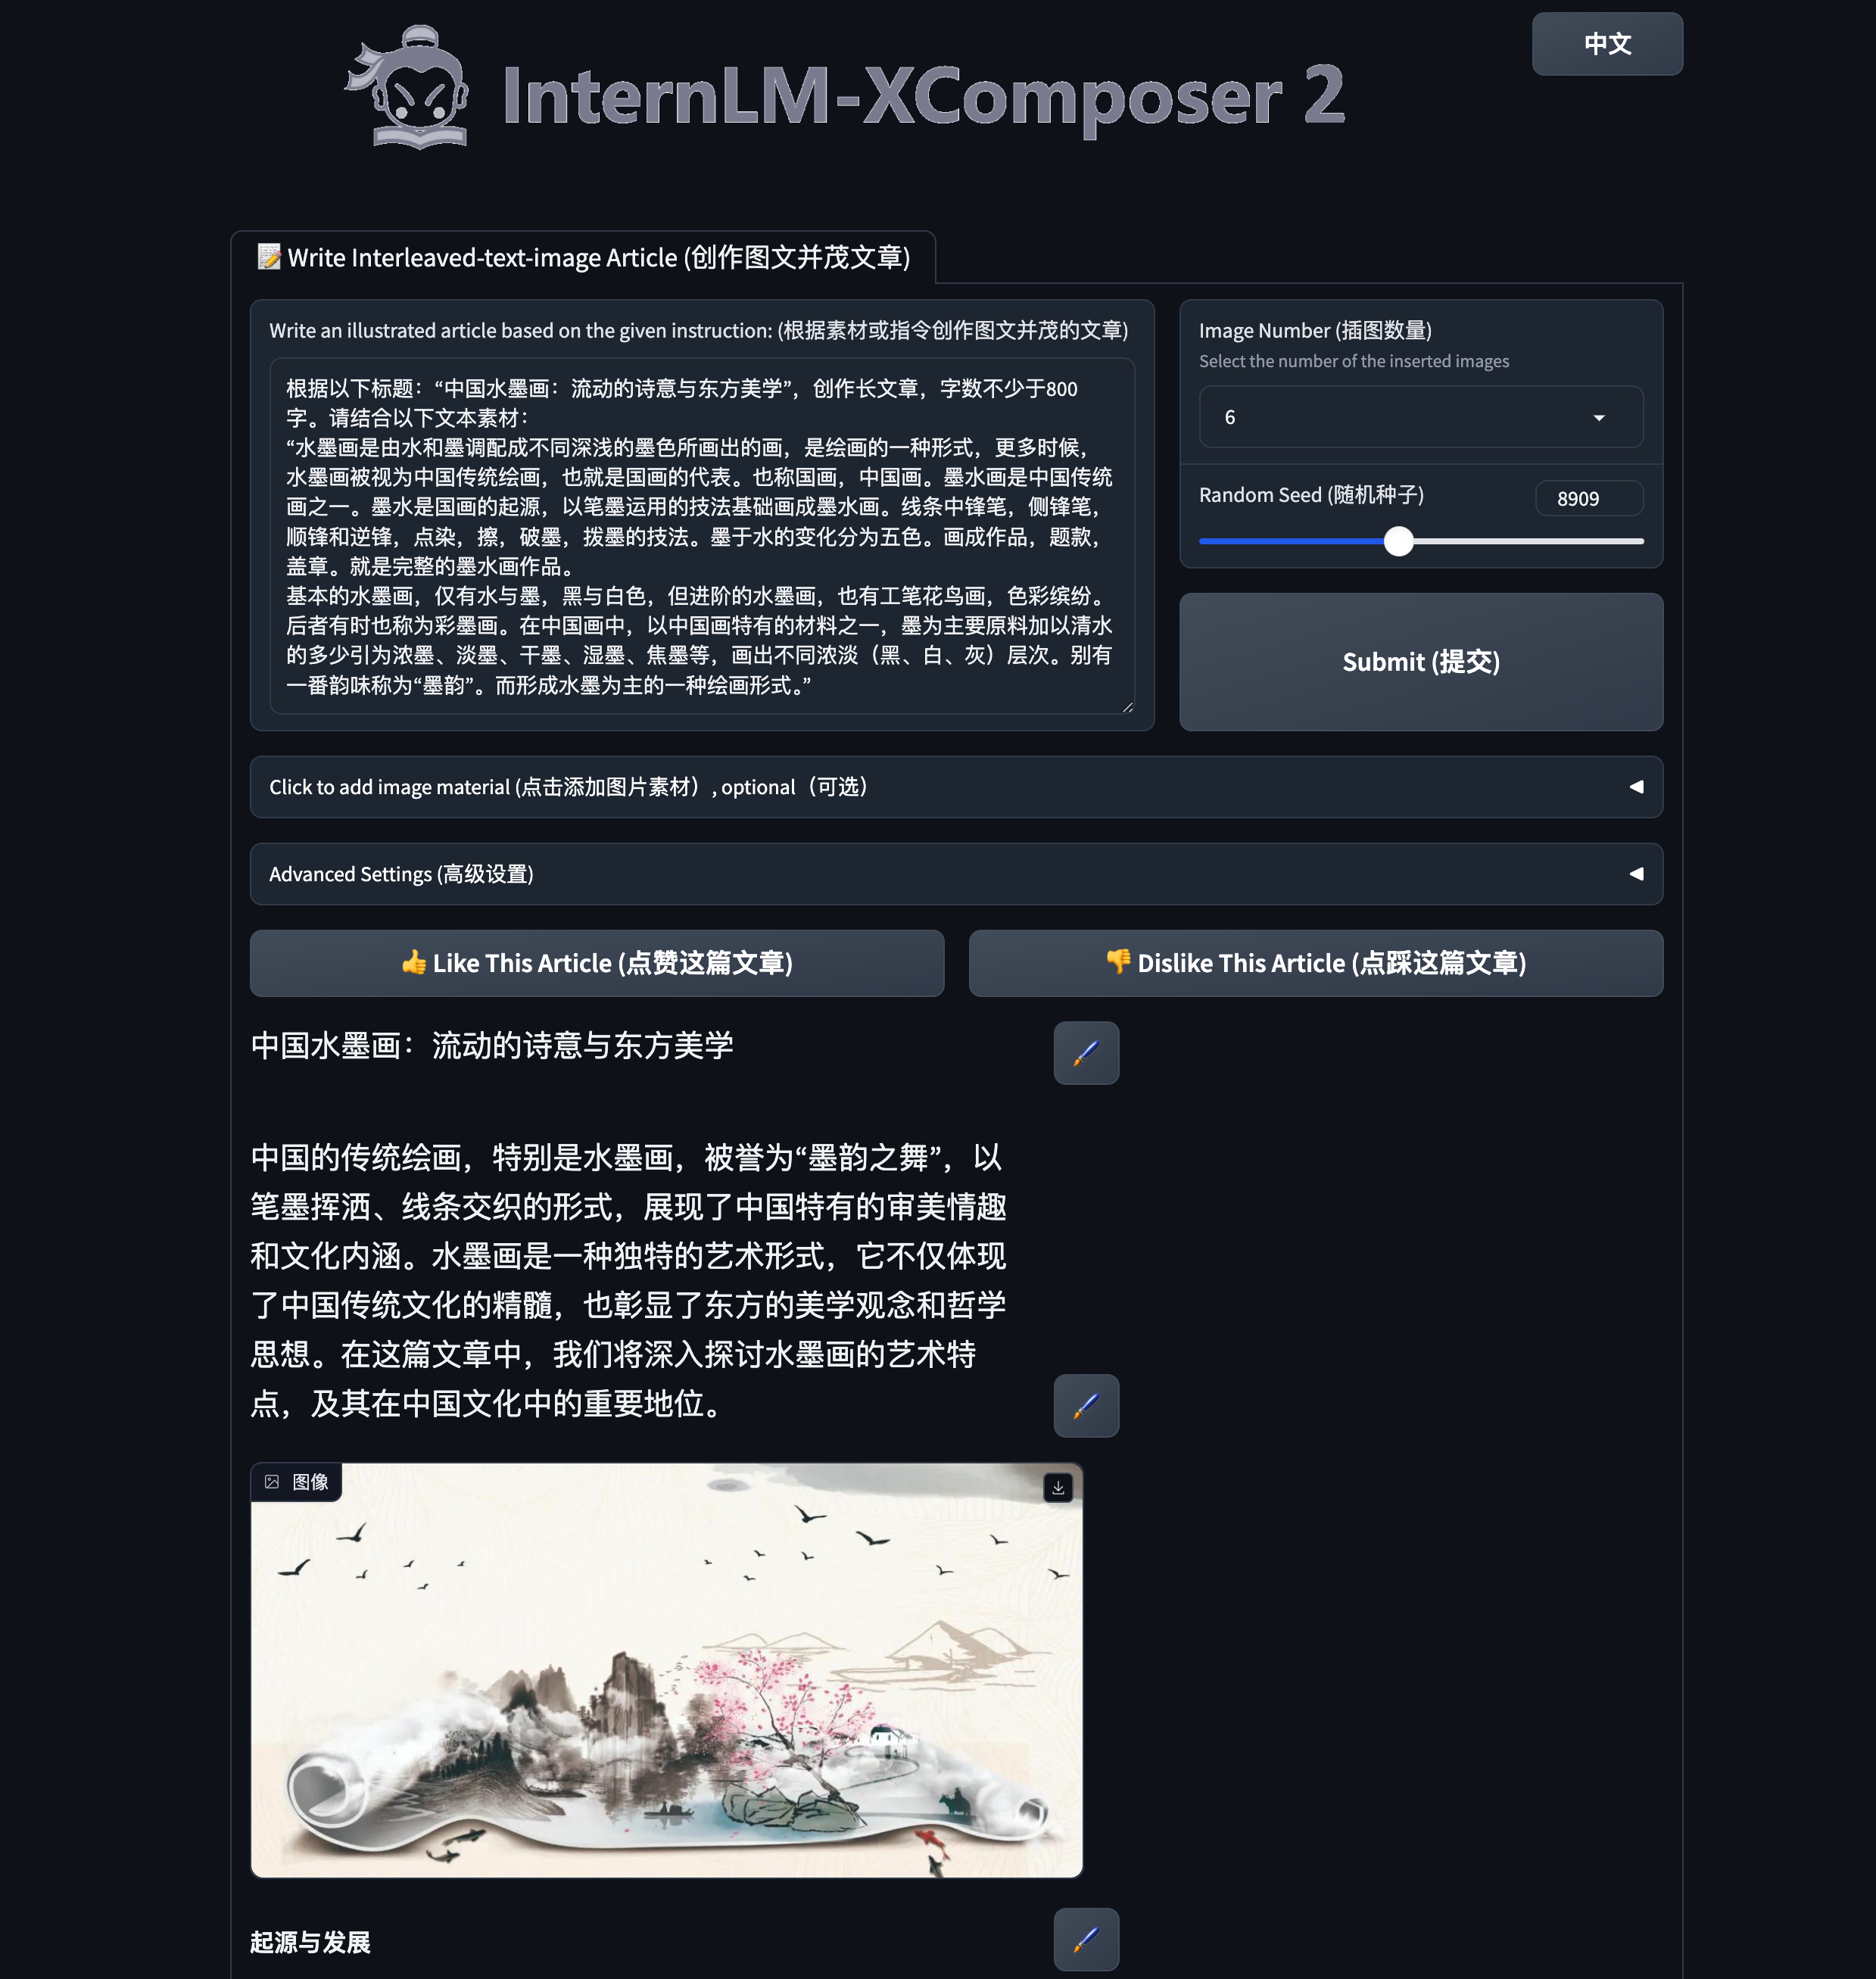 中文
InternLM-XComposer 2
📝 Write Interleaved-text-image Article (创作图文并茂文章)
Write an illustrated article based on the given instruction: (根据素材或指令创作图文并茂的文章)
根据以下标题：“中国水墨画：流动的诗意与东方美学”，创作长文章，字数不少于800
字。请结合以下文本素材：
“水墨画是由水和墨调配成不同深浅的墨色所画出的画，是绘画的一种形式，更多时候，
水墨画被视为中国传统绘画，也就是国画的代表。也称国画，中国画。墨水画是中国传统
画之一。墨水是国画的起源，以笔墨运用的技法基础画成墨水画。线条中锋笔，侧锋笔，
顺锋和逆锋，点染，擦，破墨，拨墨的技法。墨于水的变化分为五色。画成作品，题款，
盖章。就是完整的墨水画作品。
基本的水墨画，仅有水与墨，黑与白色，但进阶的水墨画，也有工笔花鸟画，色彩缤纷。
后者有时也称为彩墨画。在中国画中，以中国画特有的材料之一，墨为主要原料加以清水
的多少引为浓墨、淡墨、干墨、湿墨、焦墨等，画出不同浓淡（黑、白、灰）层次。别有
一番韵味称为“墨韵”。而形成水墨为主的一种绘画形式。”
Image Number (插图数量)
Select the number of the inserted images
6
Random Seed (随机种子)
8909
Submit (提交)
Click to add image material (点击添加图片素材）, optional（可选）
Advanced Settings (高级设置)
👍 Like This Article (点赞这篇文章)
👎 Dislike This Article (点踩这篇文章)
中国水墨画：流动的诗意与东方美学
中国的传统绘画，特别是水墨画，被誉为“墨韵之舞”，以
笔墨挥洒、线条交织的形式，展现了中国特有的审美情趣
和文化内涵。水墨画是一种独特的艺术形式，它不仅体现
了中国传统文化的精髓，也彰显了东方的美学观念和哲学
思想。在这篇文章中，我们将深入探讨水墨画的艺术特
点，及其在中国文化中的重要地位。
图像
起源与发展